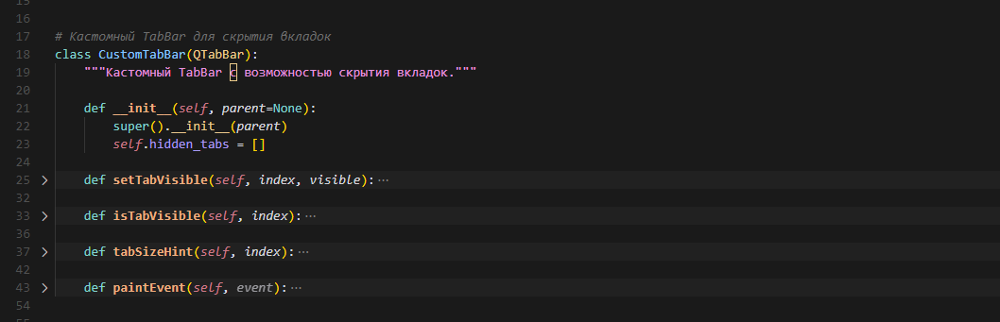 15
16
17 # Кастомный TabBar для скрытия вкладок
18 class CustomTabBar(QTabBar):
19 """Кастомный TabBar с возможностью скрытия вкладок."""
20
21 def __init__(self, parent=None):
22 super().__init__(parent)
23 self.hidden_tabs = []
24
25 def setTabVisible(self, index, visible):···
32
33 def isTabVisible(self, index):···
36
37 def tabSizeHint(self, index):···
42
43 def paintEvent(self, event):···
54